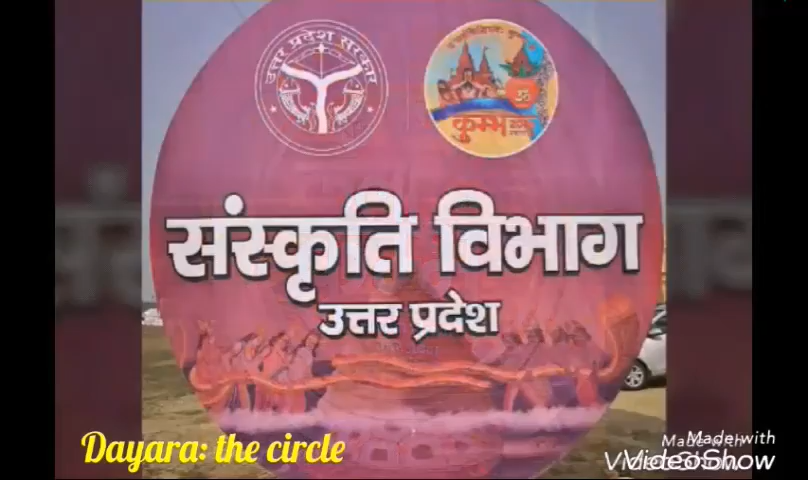 उत्तर प्रदेश सरकार
कुम्भ
संस्कृति विभाग
उत्तर प्रदेश
Dayara: the circle
Made with
VideoShow